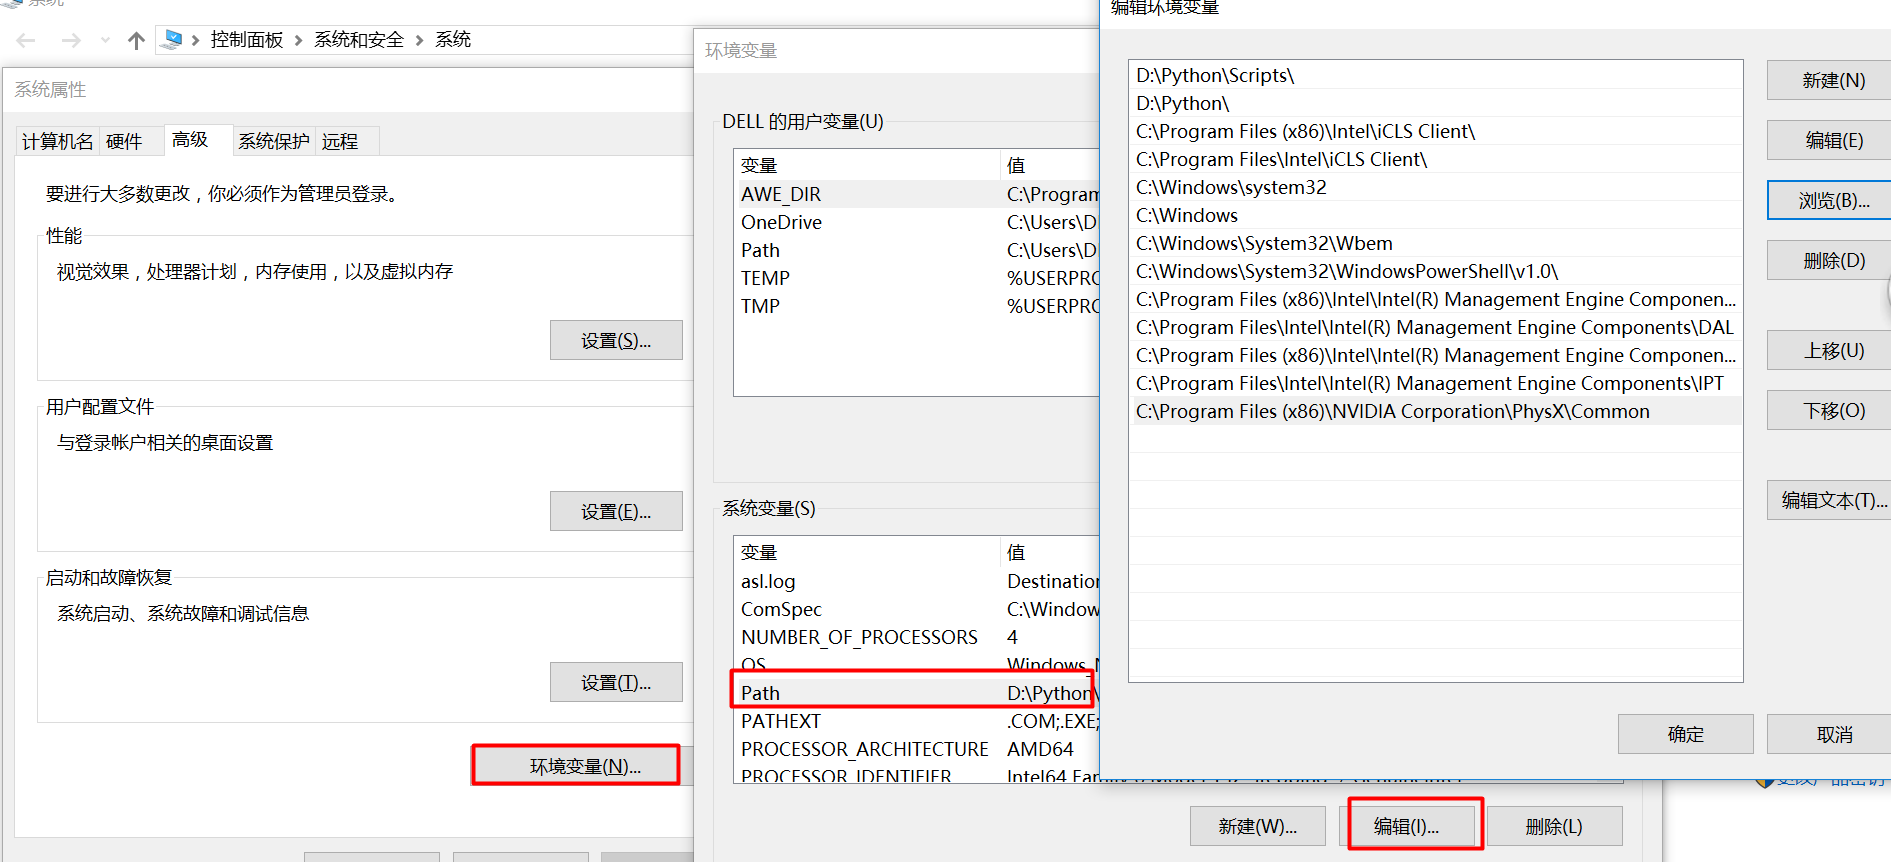 系统
控制面板 › 系统和安全 › 系统
系统属性
计算机名
硬件
高级
系统保护
远程
要进行大多数更改，你必须作为管理员登录。
性能
视觉效果，处理器计划，内存使用，以及虚拟内存
设置(S)...
用户配置文件
与登录帐户相关的桌面设置
设置(E)...
启动和故障恢复
系统启动、系统故障和调试信息
设置(T)...
环境变量(N)...
环境变量
DELL 的用户变量(U)
变量 值
AWE_DIR C:\Program
OneDrive C:\Users\D
Path C:\Users\D
TEMP %USERPRO
TMP %USERPRO
系统变量(S)
变量 值
asl.log Destination
ComSpec C:\Window
NUMBER_OF_PROCESSORS 4
OS Windows_N
Path D:\Python\
PATHEXT .COM;.EXE;
PROCESSOR_ARCHITECTURE AMD64
PROCESSOR_IDENTIFIER Intel64
新建(W)...
编辑(I)...
删除(L)
编辑环境变量
D:\Python\Scripts\
D:\Python\
C:\Program Files (x86)\Intel\iCLS Client\
C:\Program Files\Intel\iCLS Client\
C:\Windows\system32
C:\Windows
C:\Windows\System32\Wbem
C:\Windows\System32\WindowsPowerShell\v1.0\
C:\Program Files (x86)\Intel\Intel(R) Management Engine Componen...
C:\Program Files\Intel\Intel(R) Management Engine Components\DAL
C:\Program Files (x86)\Intel\Intel(R) Management Engine Componen...
C:\Program Files\Intel\Intel(R) Management Engine Components\IPT
C:\Program Files (x86)\NVIDIA Corporation\PhysX\Common
新建(N)
编辑(E)
浏览(B)...
删除(D)
上移(U)
下移(O)
编辑文本(T)...
确定
取消
更改产品密钥